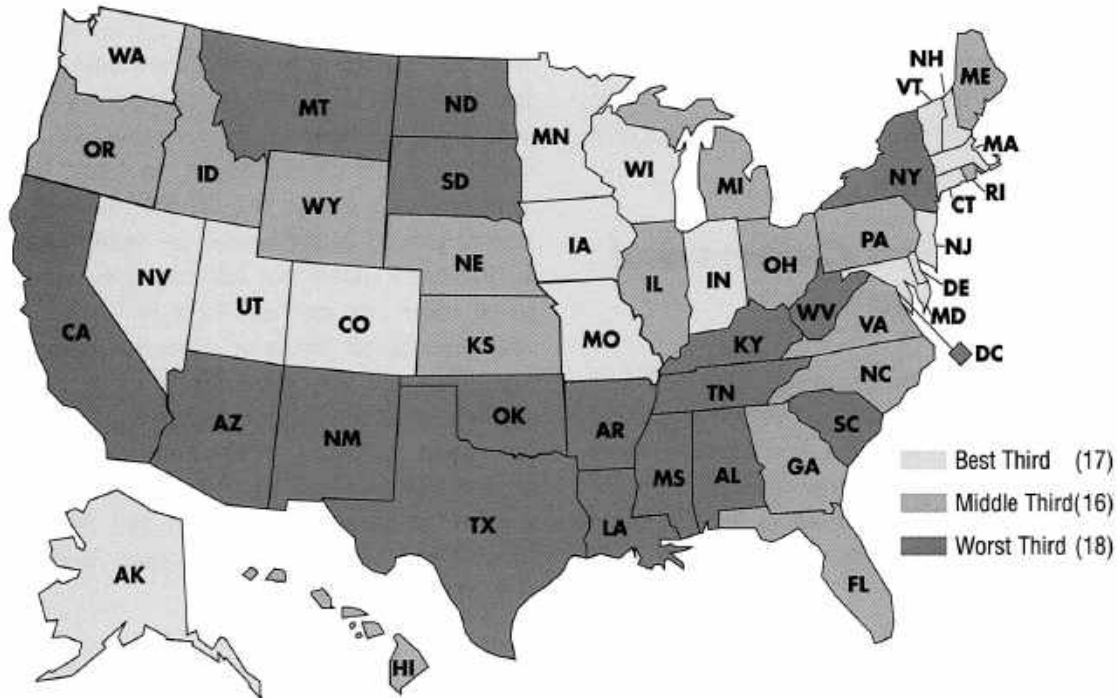 WA
MT
ND
MN
OR
ID
WY
SD
WI
MI
NH
VT
ME
MA
NY
RI
CT
NV
UT
CO
NE
IA
IL
IN
OH
PA
NJ
DE
MD
CA
KS
MO
KY
WV
VA
DC
AZ
NM
OK
AR
TN
NC
SC
TX
LA
MS
AL
GA
FL
AK
HI
Best Third (17)
Middle Third(16)
Worst Third (18)